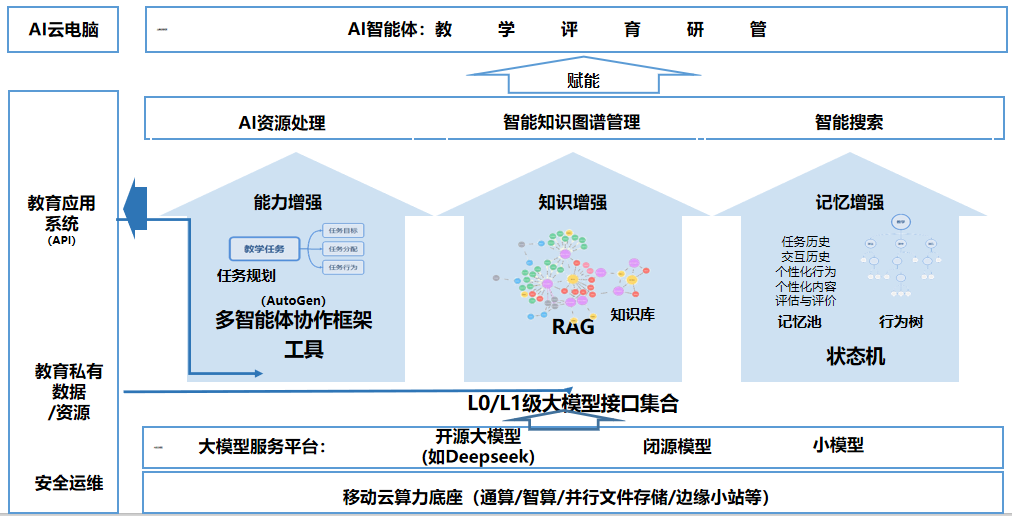 AI云电脑
AI智能体：教 学 评 育 研 管
赋能
AI资源处理
智能知识图谱管理
智能搜索
教育应用
系统
(API)
教育私有
数据
/资源
安全运维
能力增强
教学任务
任务目标
任务分配
任务行为
任务规划
(AutoGen)
多智能体协作框架
工具
知识增强
知识库
RAG
记忆增强
任务历史
交互历史
个性化行为
个性化内容
评估与评价
记忆池
行为树
状态机
L0/L1级大模型接口集合
大模型服务平台：
开源大模型
(如Deepseek)
闭源模型
小模型
移动云算力底座（通算/智算/并行文件存储/边缘小站等）